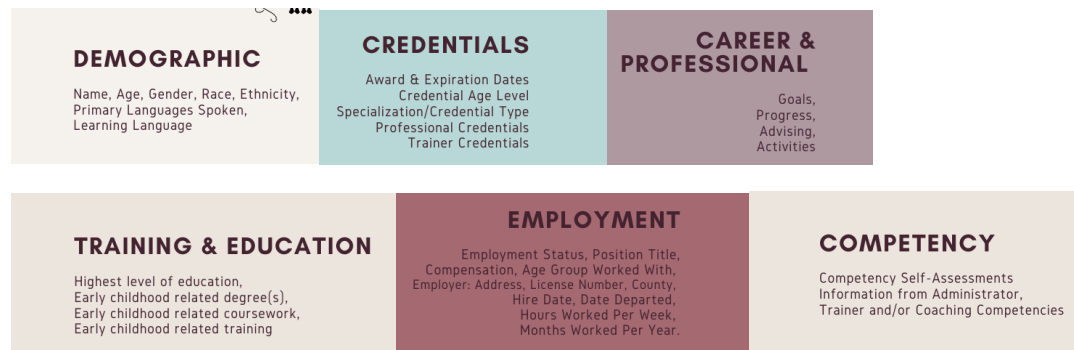 DEMOGRAPHIC
Name, Age, Gender, Race, Ethnicity,
Primary Languages Spoken,
Learning Language
CREDENTIALS
Award & Expiration Dates
Credential Age Level
Specialization/Credential Type
Professional Credentials
Trainer Credentials
CAREER &
PROFESSIONAL
Goals,
Progress,
Advising,
Activities
TRAINING & EDUCATION
Highest level of education,
Early childhood related degree(s),
Early childhood related coursework,
Early childhood related training
EMPLOYMENT
Employment Status, Position Title,
Compensation, Age Group Worked With,
Employer: Address, License Number, County,
Hire Date, Date Departed,
Hours Worked Per Week,
Months Worked Per Year.
COMPETENCY
Competency Self-Assessments
Information from Administrator,
Trainer and/or Coaching Competencies